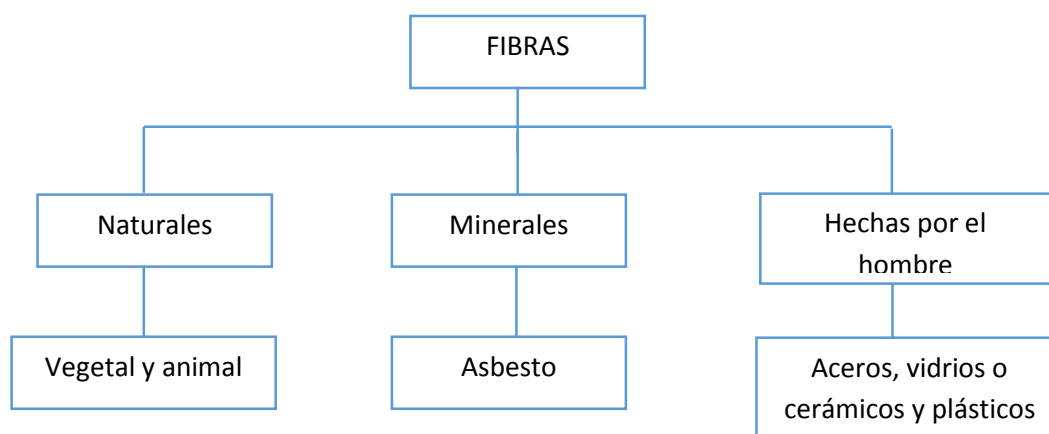 FIBRAS
Naturales
Minerales
Hechas por el
hombre
Vegetal y animal
Asbesto
Aceros, vidrios o
cerámicos y plásticos